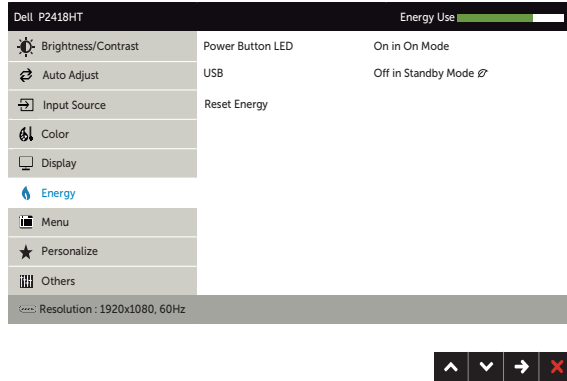 Dell P2418HT Energy Use
Brightness/Contrast Power Button LED On in On Mode
Auto Adjust USB Off in Standby Mode
Input Source Reset Energy
Color
Display
Energy
Menu
Personalize
Others
Resolution : 1920x1080, 60Hz